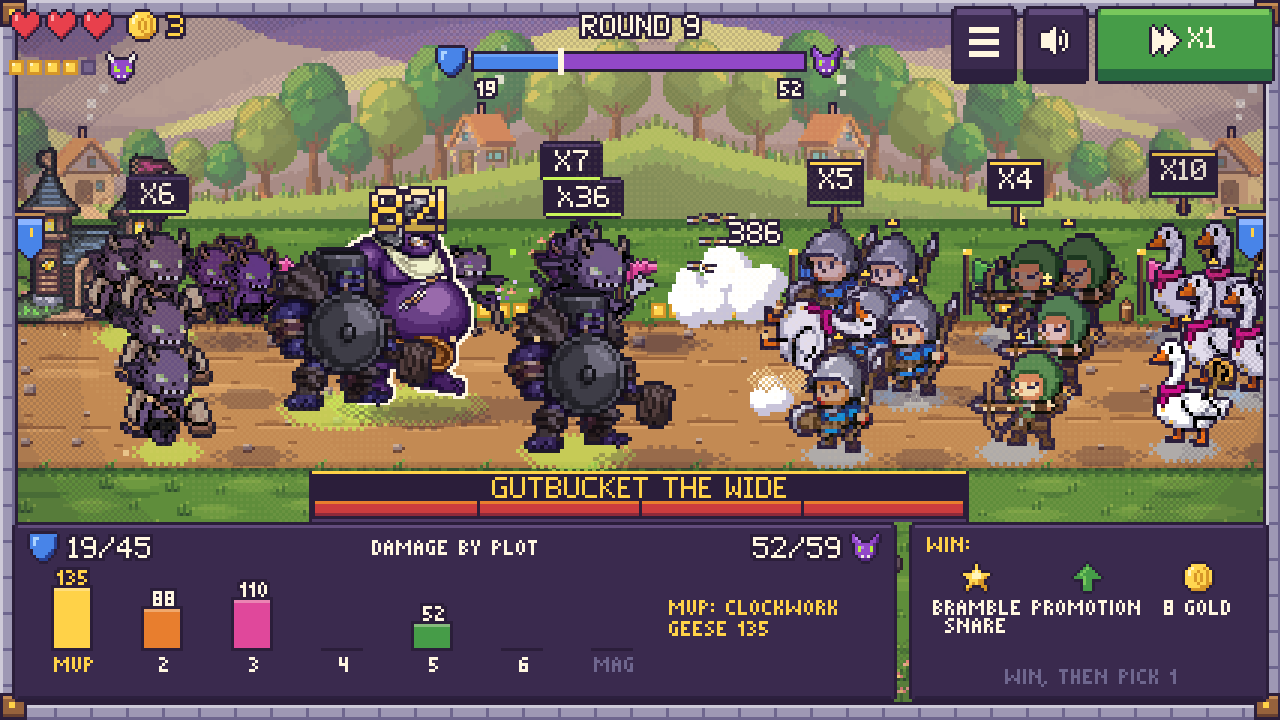 3
ROUND 9
X1
19
52
X6
X7
X36
X5
X4
X10
82!
386
GUTBUCKET THE WIDE
19/45
DAMAGE BY PLOT
52/59
135
88
110
52
MVP
2
3
4
5
6
MAG
MVP: CLOCKWORK
GEESE 135
WIN:
BRAMBLE
SNARE
PROMOTION
8 GOLD
WIN, THEN PICK 1